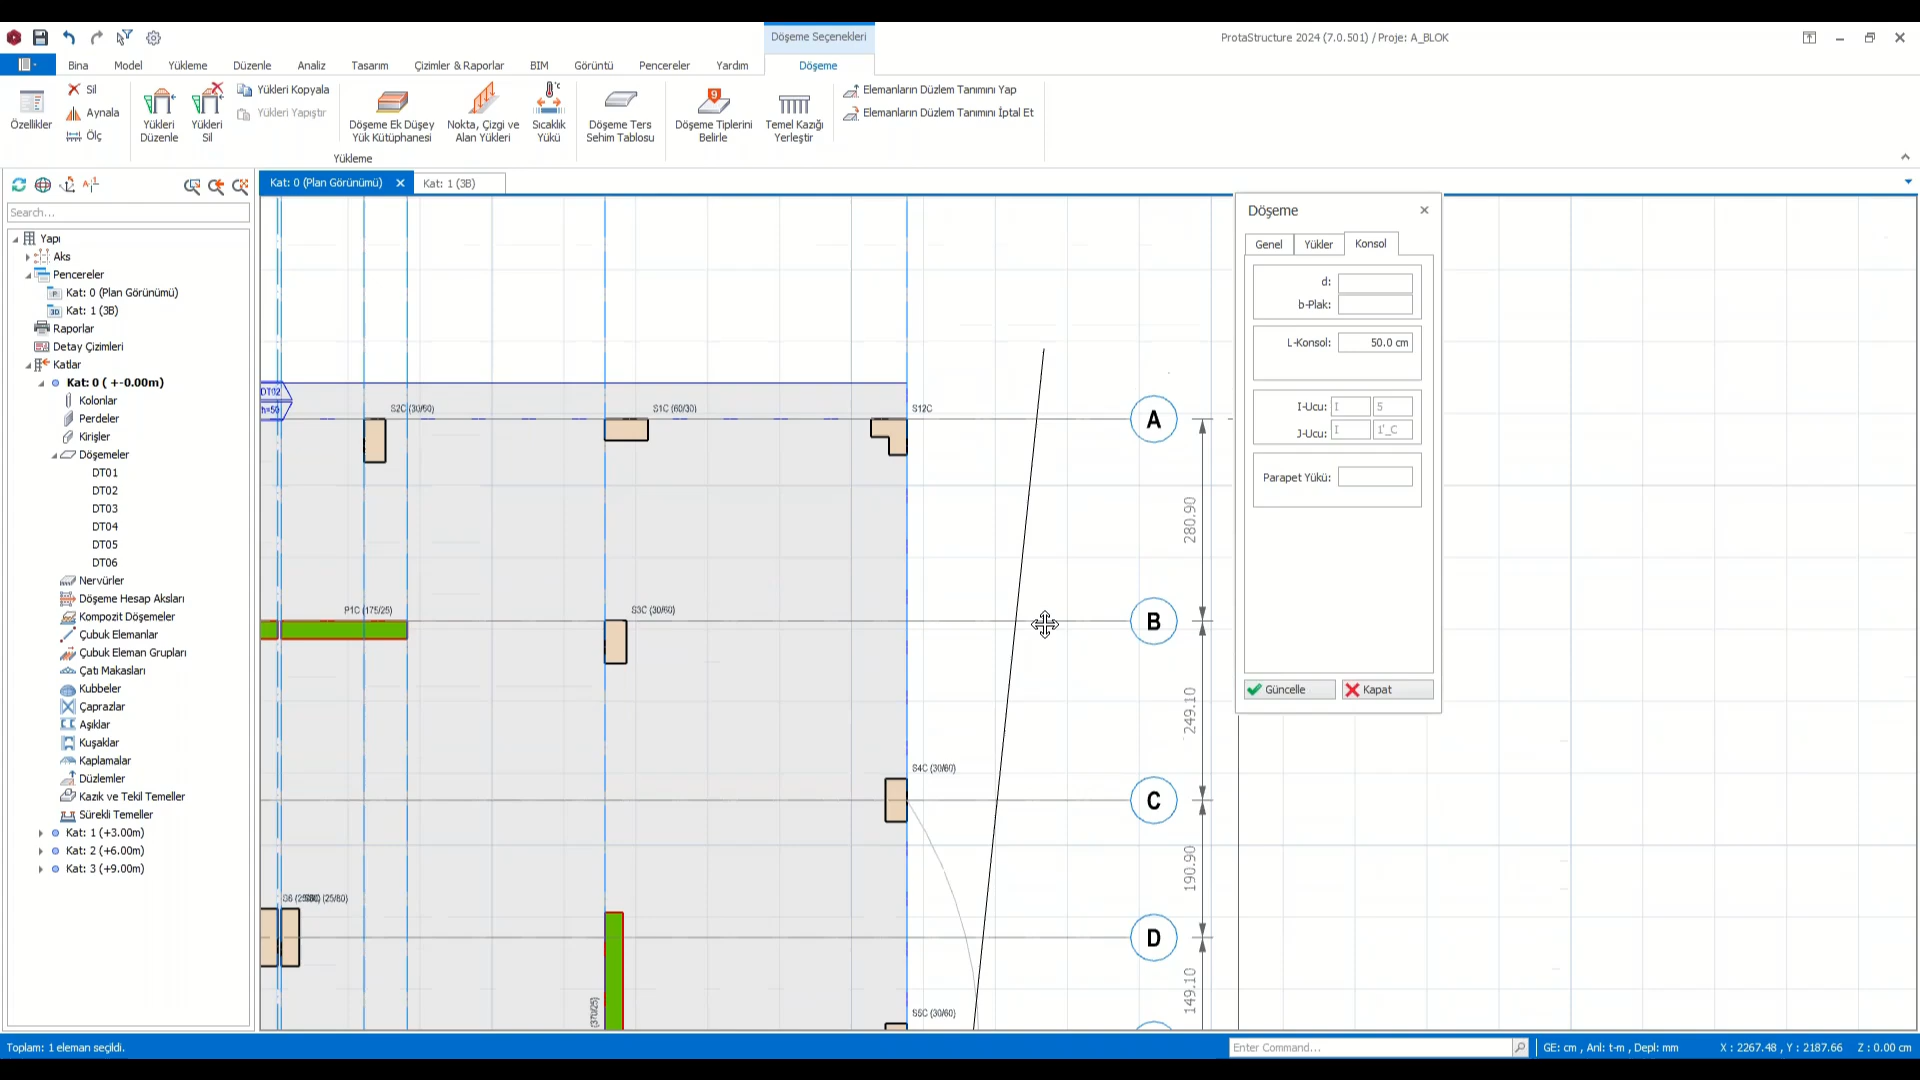 Döşeme Seçenekleri
ProtaStructure 2024 (7.0.501) / Proje: A_BLOK
Bina Model Yükleme Düzenle Analiz Tasarım Çizimler & Raporlar BIM Görüntü Pencereler Yardım Döşeme
Özellikler
Sil
Aynala
Ölç
Yükleri Düzenle
Yükleri Sil
Yükleri Kopyala
Yükleri Yapıştır
Döşeme Ek Düşey Yük Kütüphanesi
Nokta, Çizgi ve Alan Yükleri
Sıcaklık Yükü
Döşeme Ters Sehim Tablosu
Döşeme Tiplerini Belirle
Temel Kazığı Yerleştir
Elemanların Düzlem Tanımını Yap
Elemanların Düzlem Tanımını İptal Et
Yükleme
Kat: 0 (Plan Görünümü)
Kat: 1 (3B)
Search...
Yapı
Aks
Pencereler
Kat: 0 (Plan Görünümü)
Kat: 1 (3B)
Raporlar
Detay Çizimleri
Katlar
Kat: 0 ( +-0.00m)
Kolonlar
Perdeler
Kirişler
Döşemeler
DT01
DT02
DT03
DT04
DT05
DT06
Nervürler
Döşeme Hesap Aksları
Kompozit Döşemeler
Çubuk Elemanlar
Çubuk Eleman Grupları
Çatı Makasları
Kubbeler
Çaprazlar
Aşıklar
Kuşaklar
Kaplamalar
Düzlemler
Kazık ve Tekil Temeller
Sürekli Temeller
Kat: 1 (+3.00m)
Kat: 2 (+6.00m)
Kat: 3 (+9.00m)
DT02
h=50
S2C (30/60)
S1C (60/30)
S12C
A
280.90
P1C (175/25)
S3C (30/60)
B
249.10
S4C (30/60)
C
190.90
(25/80)
D
149.10
(370/25)
S5C (30/60)
Döşeme
Genel Yükler Konsol
d:
b-Plak:
L-Konsol: 50.0 cm
I-Ucu: I 5
J-Ucu: I 1'_C
Parapet Yükü:
Güncelle Kapat
Toplam: 1 eleman seçildi.
Enter Command...
GE: cm , Anl: t-m , Depl: mm
X : 2267.48 , Y : 2187.66 Z : 0.00 cm